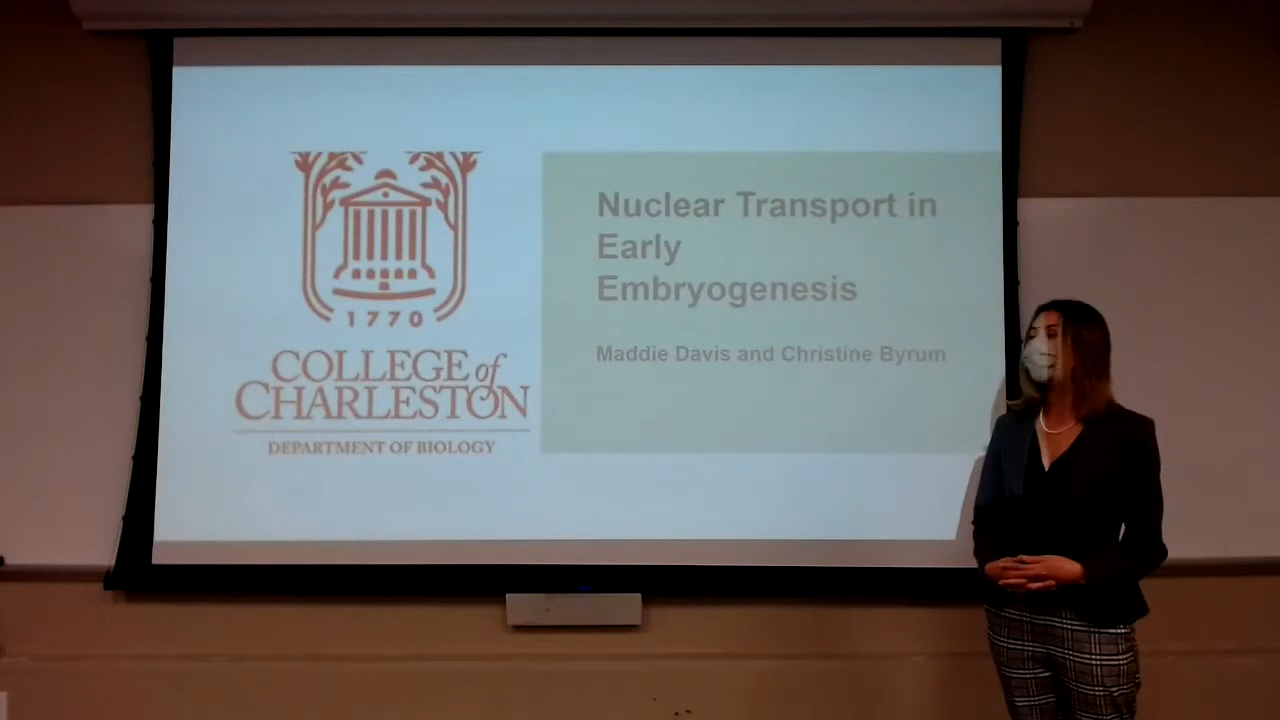 1770
COLLEGE of
CHARLESTON
DEPARTMENT OF BIOLOGY
Nuclear Transport in
Early
Embryogenesis
Maddie Davis and Christine Byrum